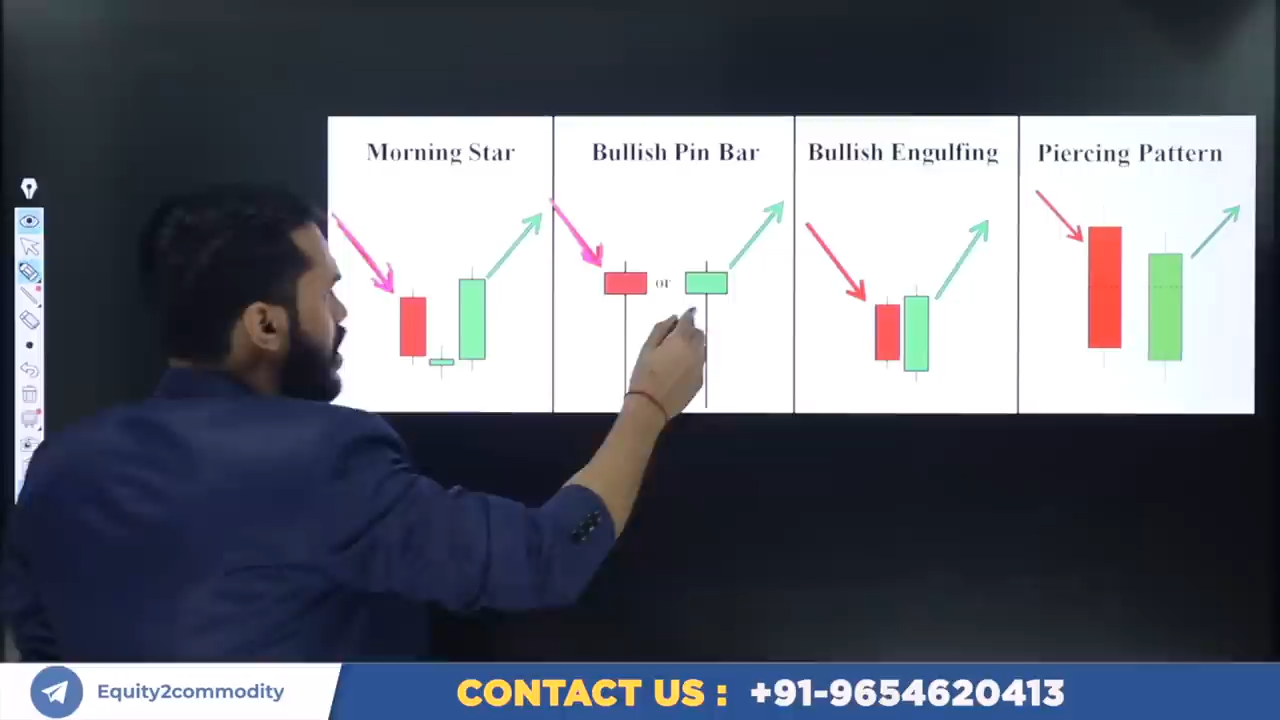 Morning Star
Bullish Pin Bar
Bullish Engulfing
Piercing Pattern
or
Equity2commodity
CONTACT US : +91-9654620413